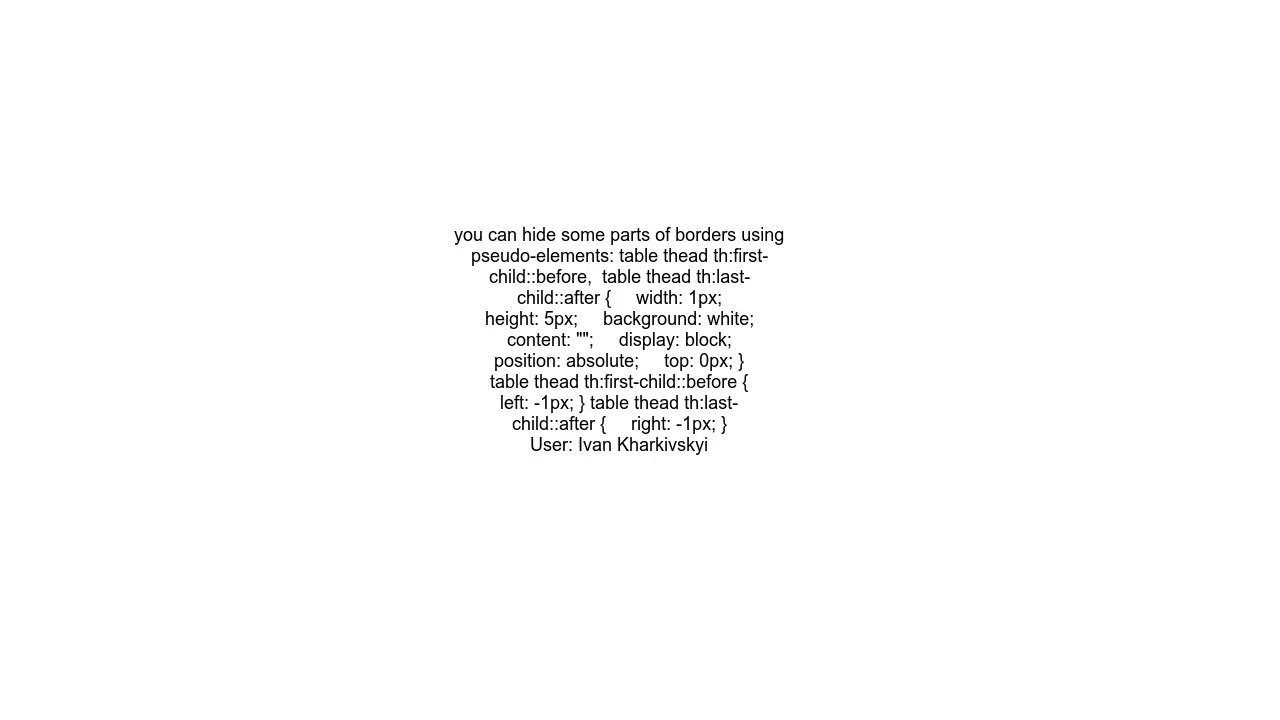 you can hide some parts of borders using
pseudo-elements: table thead th:first-
child::before,  table thead th:last-
child::after {     width: 1px;
height: 5px;     background: white;
content: "";     display: block;
position: absolute;     top: 0px; }
table thead th:first-child::before {
left: -1px; } table thead th:last-
child::after {     right: -1px; }
User: Ivan Kharkivskyi